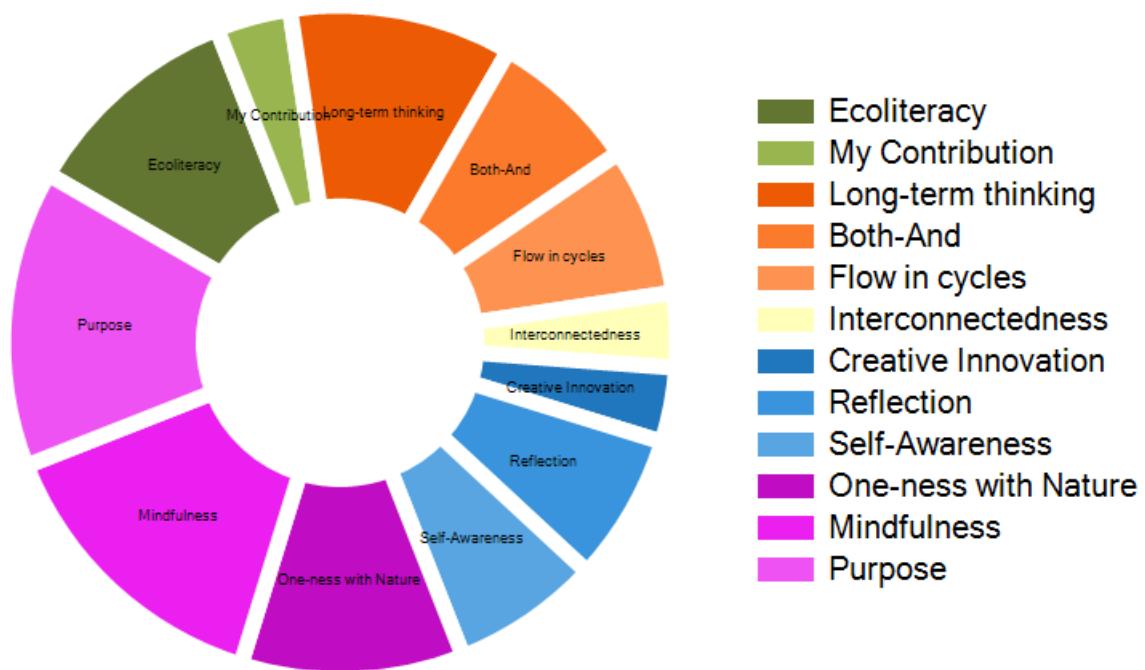 My Contribution
Long-term thinking
Ecoliteracy
Both-And
Flow in cycles
Purpose
Interconnectedness
Creative Innovation
Reflection
Mindfulness
Self-Awareness
One-ness with Nature
Ecoliteracy
My Contribution
Long-term thinking
Both-And
Flow in cycles
Interconnectedness
Creative Innovation
Reflection
Self-Awareness
One-ness with Nature
Mindfulness
Purpose